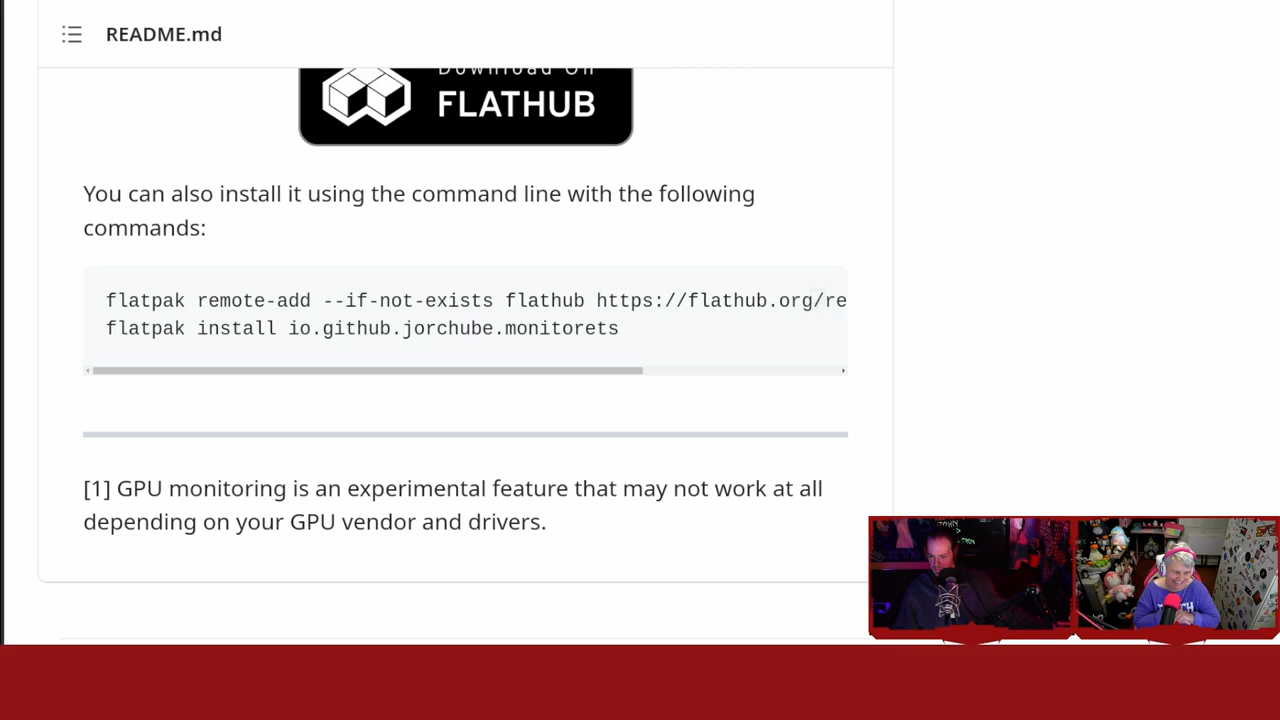 README.md
Download On
FLATHUB
You can also install it using the command line with the following
commands:
flatpak remote-add --if-not-exists flathub https://flathub.org/re
flatpak install io.github.jorchube.monitorets
[1] GPU monitoring is an experimental feature that may not work at all
depending on your GPU vendor and drivers.